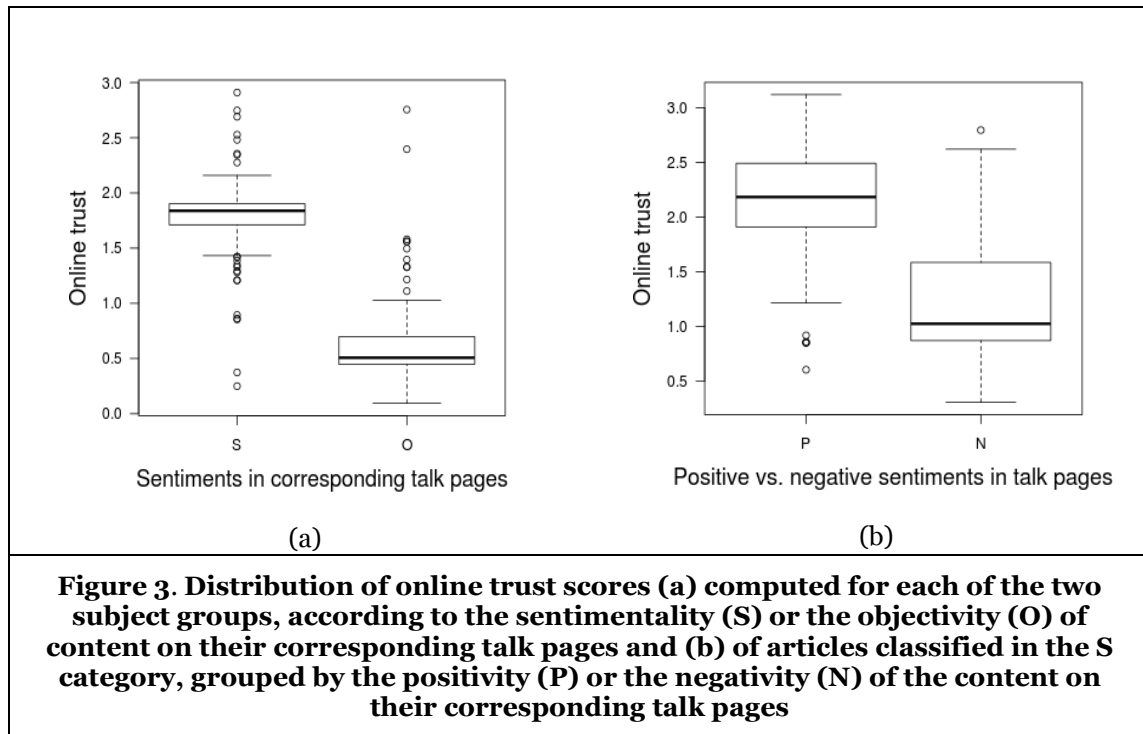 3.0
2.5
2.0
1.5
1.0
0.5
0.0
Online trust
S O
Sentiments in corresponding talk pages
(a)
3.0
2.5
2.0
1.5
1.0
0.5
Online trust
P N
Positive vs. negative sentiments in talk pages
(b)
Figure 3. Distribution of online trust scores (a) computed for each of the two
subject groups, according to the sentimentality (S) or the objectivity (O) of
content on their corresponding talk pages and (b) of articles classified in the S
category, grouped by the positivity (P) or the negativity (N) of the content on
their corresponding talk pages